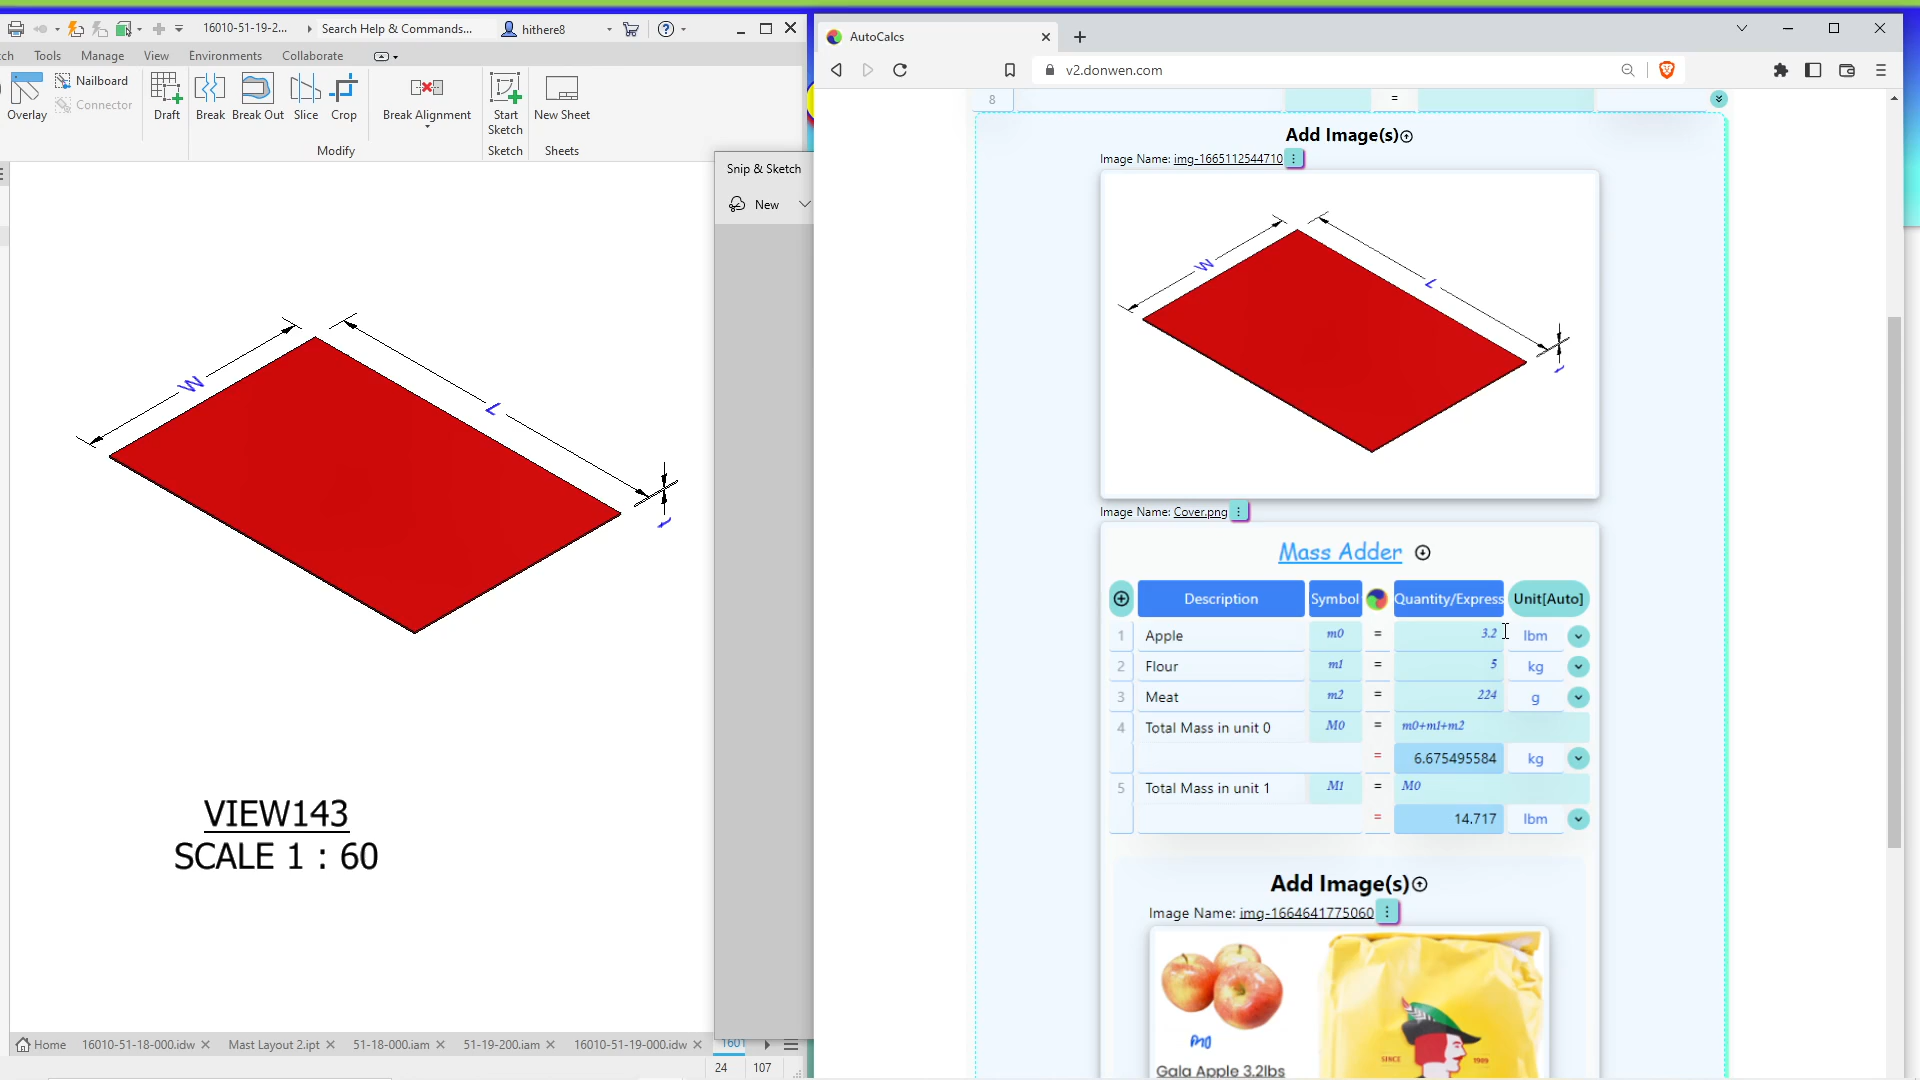 16010-51-19-2...
Search Help & Commands...
hithere8
ch
Tools
Manage
View
Environments
Collaborate
Overlay
Nailboard
Connector
Draft
Break
Break Out
Slice
Crop
Break Alignment
Start
Sketch
New Sheet
Modify
Sketch
Sheets
Snip & Sketch
New
W
L
t
VIEW143
SCALE 1 : 60
Home
16010-51-18-000.idw
Mast Layout 2.ipt
51-18-000.iam
51-19-200.iam
16010-51-19-000.idw
1601
24
107
AutoCalcs
v2.donwen.com
8
=
Add Image(s)
Image Name: img-1665112544710
W
L
t
Image Name: Cover.png
Mass Adder
Description
Symbol
Quantity/Express
Unit[Auto]
1 Apple m0 = 3.2 lbm
2 Flour m1 = 5 kg
3 Meat m2 = 224 g
4 Total Mass in unit 0 M0 = m0+m1+m2
= 6.675495584 kg
5 Total Mass in unit 1 M1 = M0
= 14.717 lbm
Add Image(s)
Image Name: img-1664641775060
m0
Gala Apple 3.2lbs
SINCE
1909